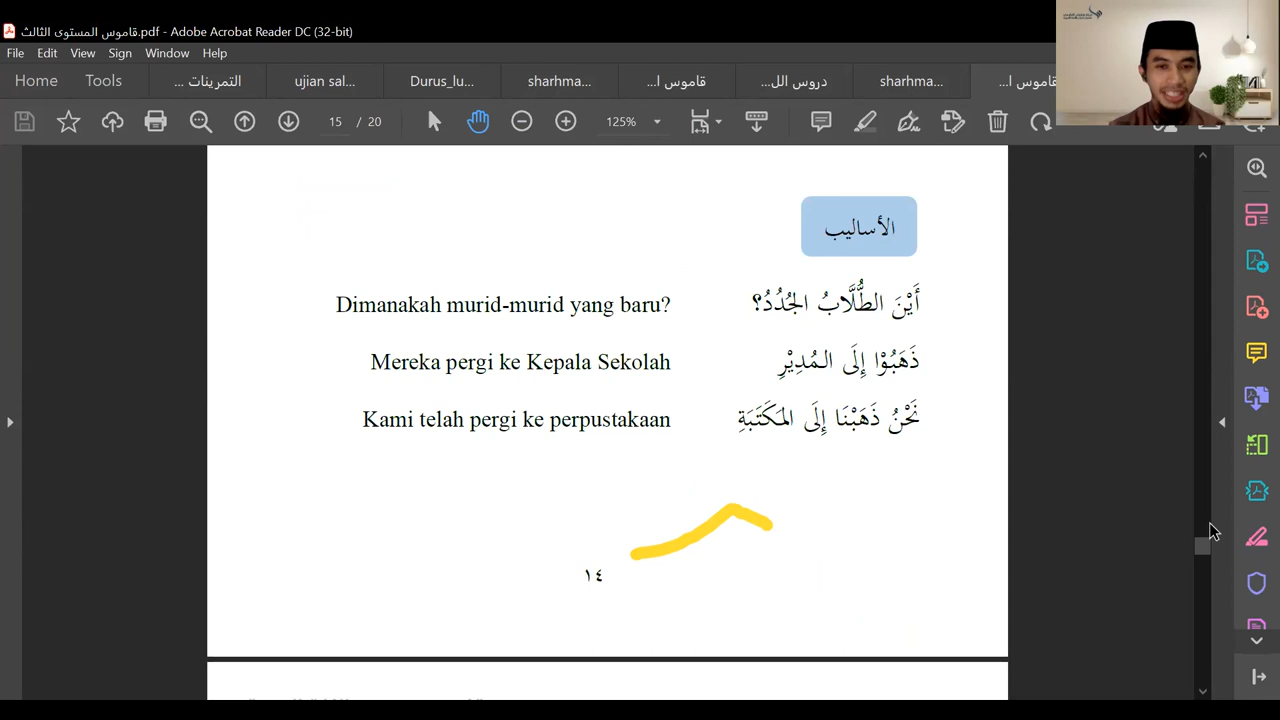 قاموس المستوى الثالث.pdf - Adobe Acrobat Reader DC (32-bit)
File Edit View Sign Window Help
Home Tools التمرينات ... ujian sal... Durus_lu... sharhma... قاموس ا... دروس الل... sharhma... قاموس ا...
15 / 20 125%
الأساليب
أَيْنَ الطُّلَّابُ الجُدُدُ؟ Dimanakah murid-murid yang baru?
ذَهَبُوْا إِلَى الـمُدِيْرِ Mereka pergi ke Kepala Sekolah
نَحْنُ ذَهَبْنَا إِلَى المَكَتَبَةِ Kami telah pergi ke perpustakaan
١٤